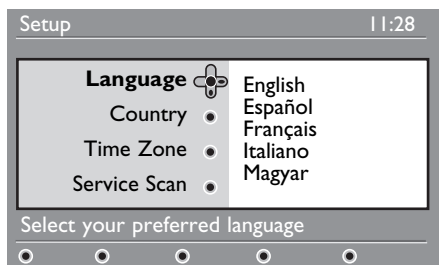 Setup 11:28
Language
Country
Time Zone
Service Scan
English
Español
Français
Italiano
Magyar
Select your preferred language